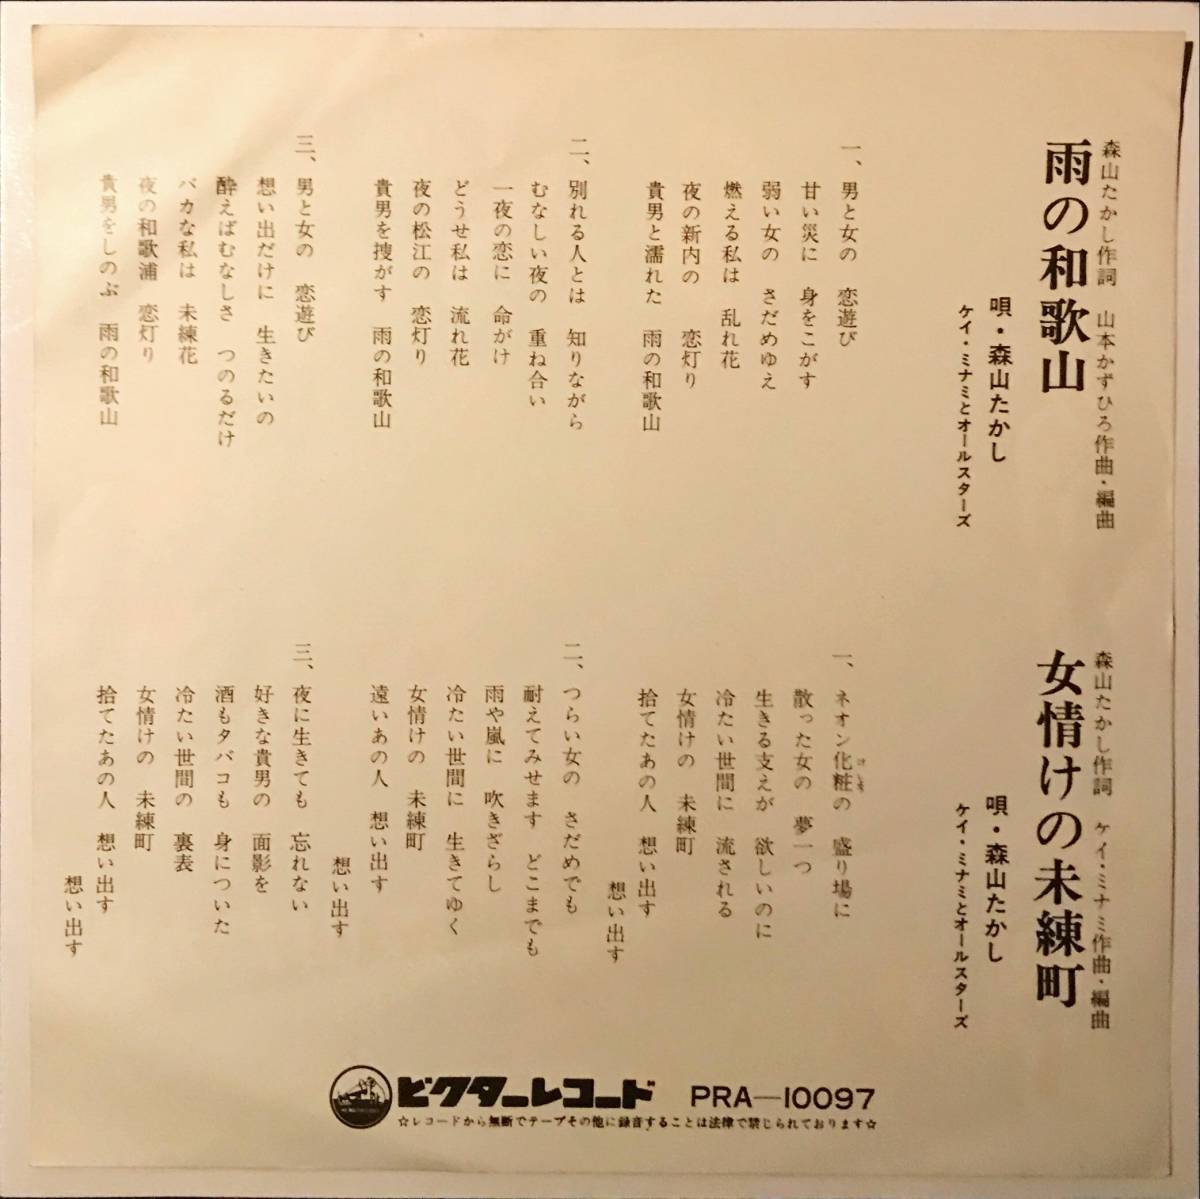 森山たかし作詞　山本かずひろ作曲・編曲
雨の和歌山
唄・森山たかし
ケイ・ミナミとオールスターズ
一、男と女の　恋遊び
甘い災に　身をこがす
弱い女の　さだめゆえ
燃える私は　乱れ花
夜の新内の　恋灯り
貴男と濡れた　雨の和歌山
二、別れる人とは　知りながら
むなしい夜の　重ね合い
一夜の恋に　命がけ
どうせ私は　流れ花
夜の松江の　恋灯り
貴男を捜がす　雨の和歌山
三、男と女の　恋遊び
想い出だけに　生きたいの
酔えばむなしさ　つのるだけ
バカな私は　未練花
夜の和歌浦　恋灯り
貴男をしのぶ　雨の和歌山
森山たかし作詞　ケイ・ミナミ作曲・編曲
女情けの未練町
唄・森山たかし
ケイ・ミナミとオールスターズ
一、ネオン化粧の　盛り場に
散った女の　夢一つ
生きる支えが　欲しいのに
冷たい世間に　流される
女情けの　未練町
捨てたあの人　想い出す
想い出す
二、つらい女の　さだめでも
耐えてみせます　どこまでも
雨や嵐に　吹きざらし
冷たい世間に　生きてゆく
女情けの　未練町
遠いあの人　想い出す
想い出す
三、夜に生きても　忘れない
好きな貴男の　面影を
酒もタバコも　身についた
冷たい世間の　裏表
女情けの　未練町
捨てたあの人　想い出す
想い出す
ビクターレコード　PRA—10097
☆レコードから無断でテープその他に録音することは法律で禁じられております☆